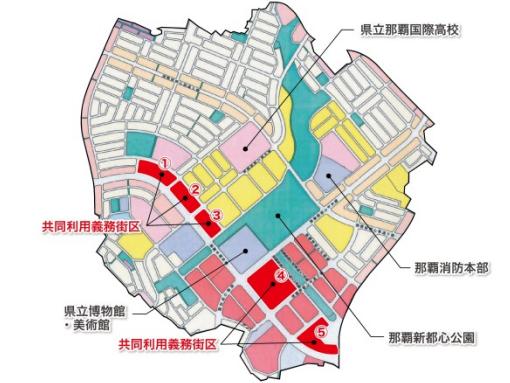 県立那覇国際高校
①
②
③
共同利用義務街区
④
那覇消防本部
県立博物館
・美術館
⑤
那覇新都心公園
共同利用義務街区